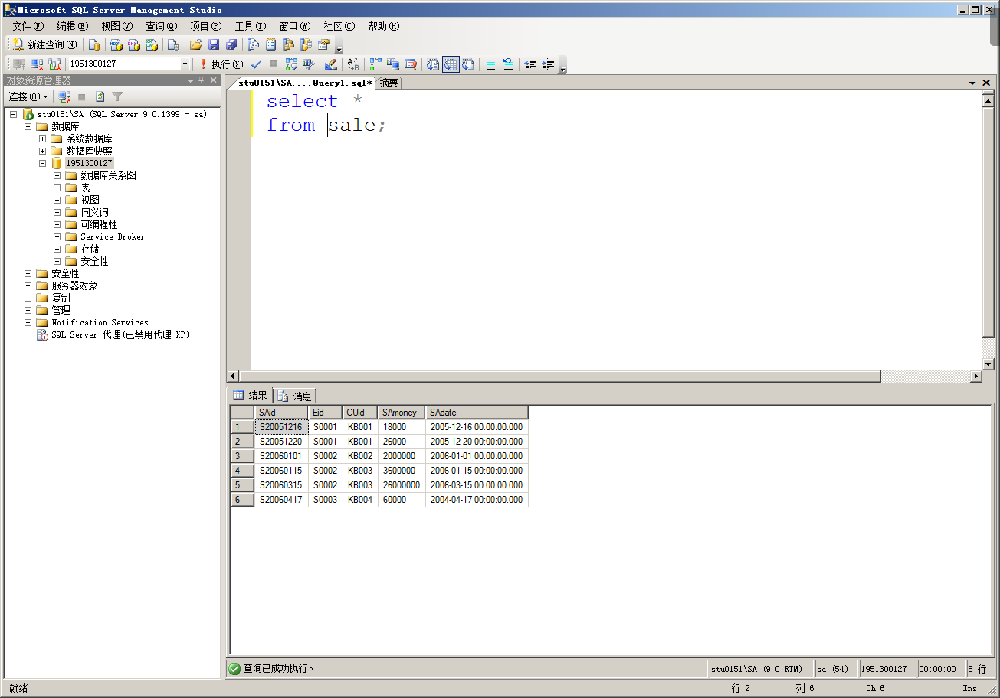 Microsoft SQL Server Management Studio
文件(F) 编辑(E) 视图(V) 查询(Q) 项目(P) 工具(T) 窗口(W) 社区(C) 帮助(H)
新建查询(N)
1951300127 执行(X)
对象资源管理器
连接(O)
stu0151\SA (SQL Server 9.0.1399 - sa)
数据库
系统数据库
数据库快照
1951300127
数据库关系图
表
视图
同义词
可编程性
Service Broker
存储
安全性
安全性
服务器对象
复制
管理
Notification Services
SQL Server 代理(已禁用代理 XP)
stu0151\SA....Query1.sql* 摘要
select *
from sale;
结果 消息
SAid Eid CUid SAmoney SAdate
1 S20051216 S0001 KB001 18000 2005-12-16 00:00:00.000
2 S20051220 S0001 KB001 26000 2005-12-20 00:00:00.000
3 S20060101 S0002 KB002 2000000 2006-01-01 00:00:00.000
4 S20060115 S0002 KB003 3600000 2006-01-15 00:00:00.000
5 S20060315 S0002 KB003 26000000 2006-03-15 00:00:00.000
6 S20060417 S0003 KB004 60000 2004-04-17 00:00:00.000
查询已成功执行。 stu0151\SA (9.0 RTM) sa (54) 1951300127 00:00:00 6 行
就绪 行 2 列 6 Ch 6 Ins